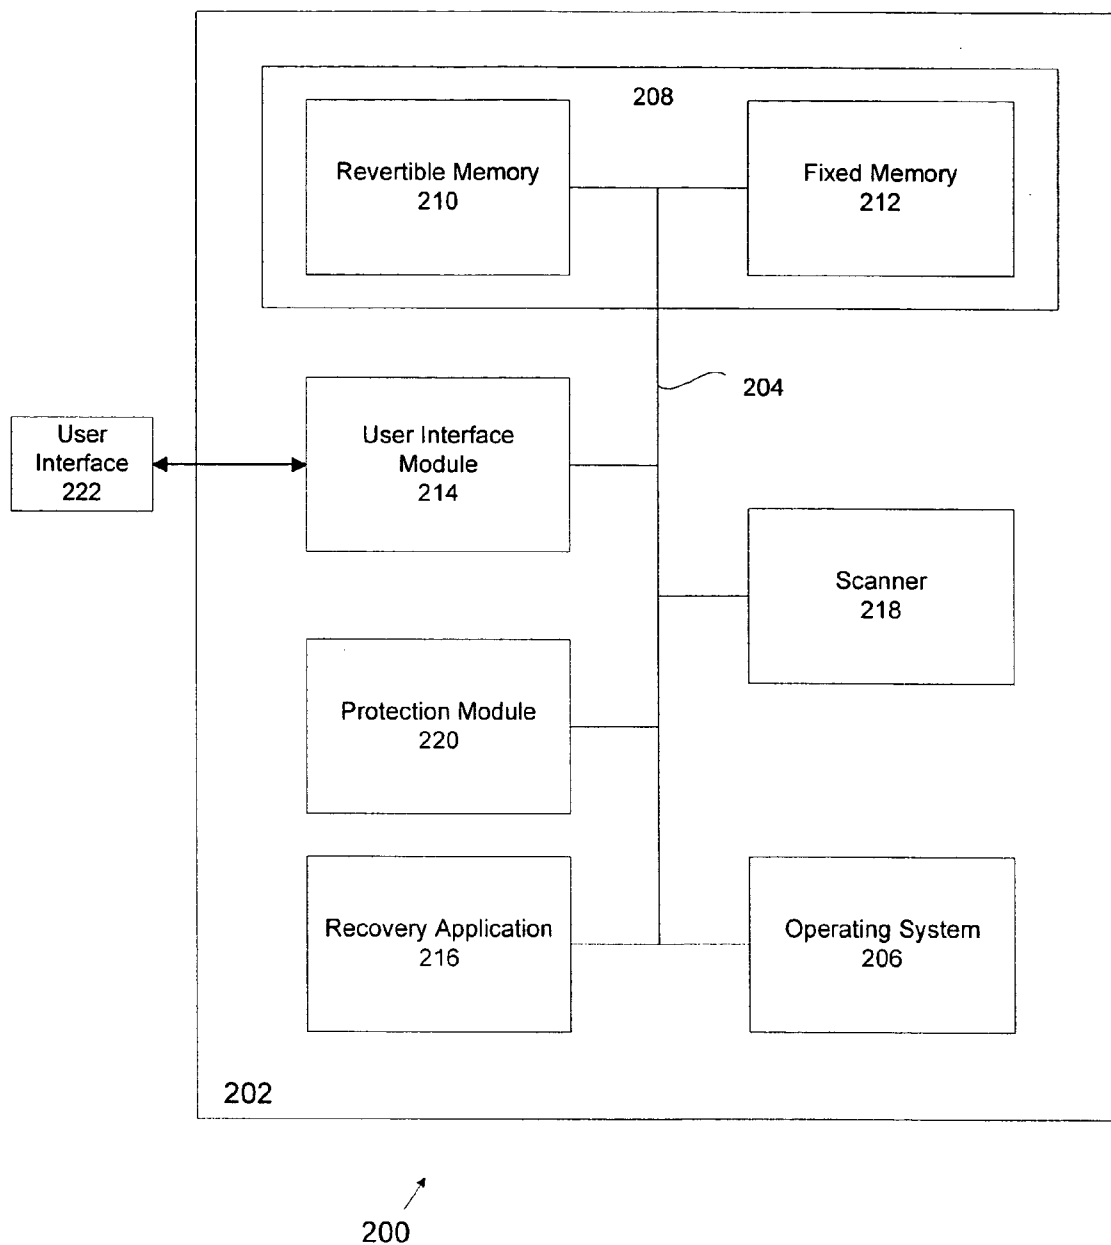 208
Revertible Memory
210
Fixed Memory
212
204
User
Interface
222
User Interface
Module
214
Scanner
218
Protection Module
220
Recovery Application
216
Operating System
206
202
200